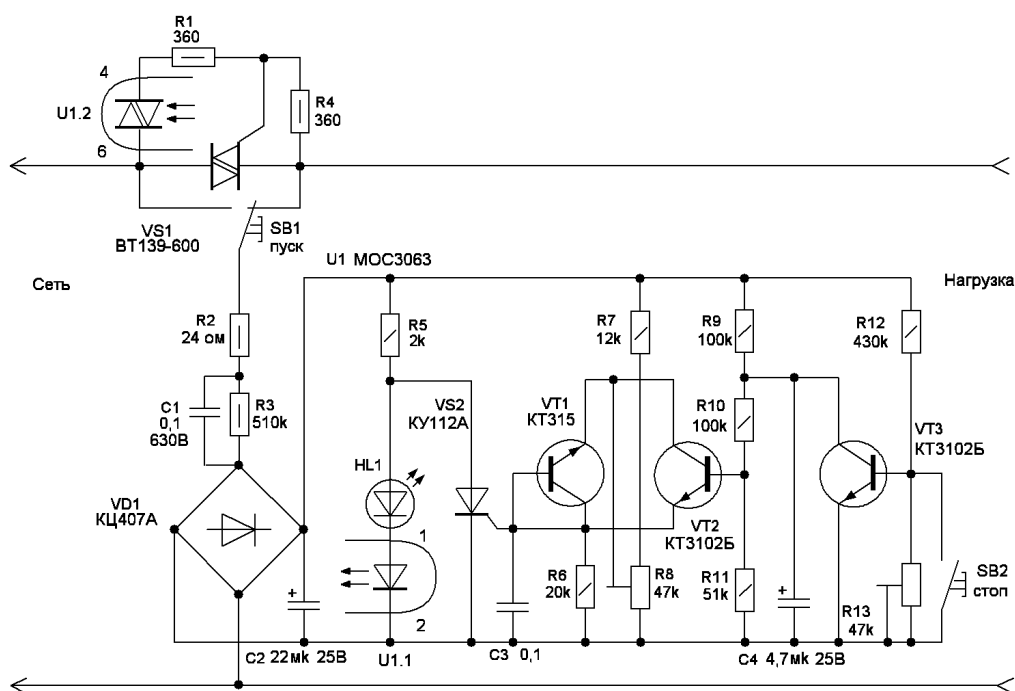 R1
360
4
U1.2
R4
360
6
VS1
BT139-600
SB1
пуск
U1 MOC3063
Сеть
Нагрузка
R2
24 ом
R5
2k
R7
12k
R9
100k
R12
430k
C1
0,1
630В
R3
510k
VS2
КУ112А
VT1
КТ315
R10
100k
VT3
КТ3102Б
HL1
VD1
КЦ407А
1
VT2
КТ3102Б
R6
20k
R8
47k
R11
51k
SB2
стоп
+
+
2
R13
47k
C2 22mk 25В
U1.1
C3 0,1
C4 4,7mk 25В